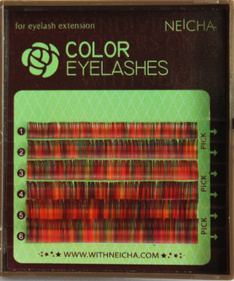 for eyelash extension NEICHA
COLOR
EYELASHES
1
2
3
4
5
6
PICK
PICK
PICK
WWW.WITHNEICHA.COM